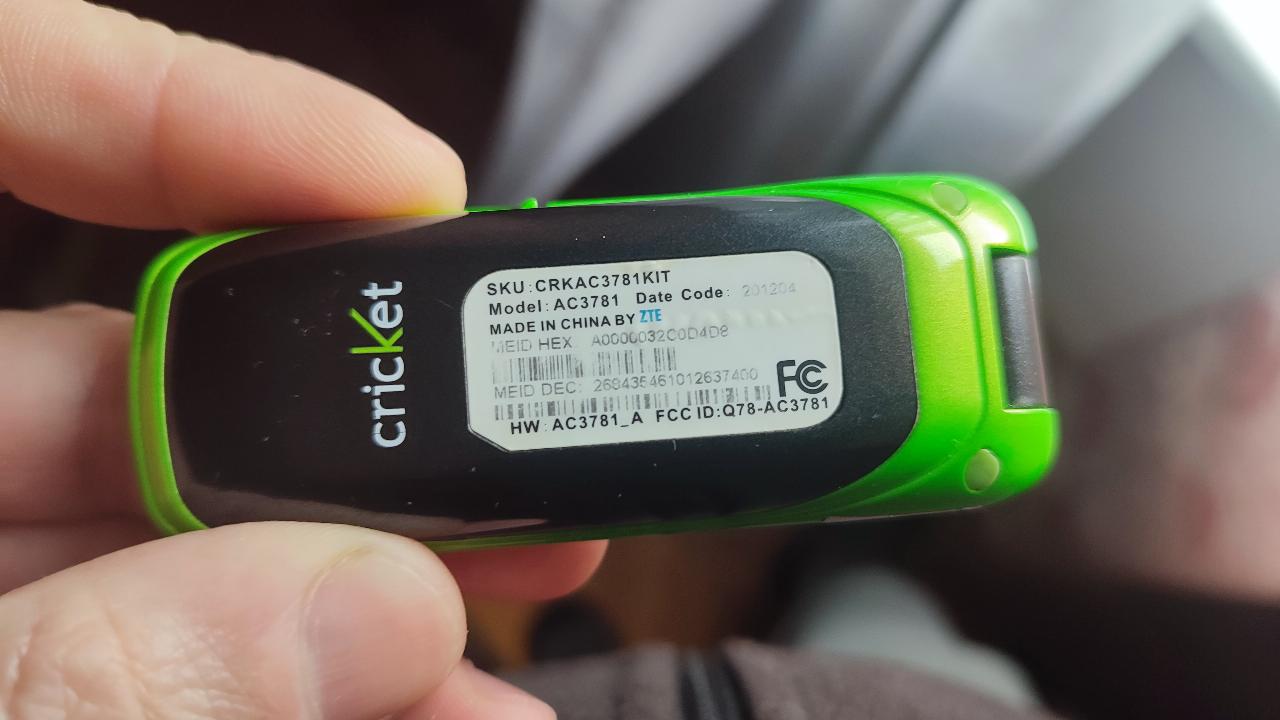 cricket
SKU:CRKAC3781KIT
Model: AC3781 Date Code: 201204
MADE IN CHINA BY ZTE
MEID HEX: A0000032C0D4D8
MEID DEC: 268435461012637400
FC
HW: AC3781_A FCC ID:Q78-AC3781